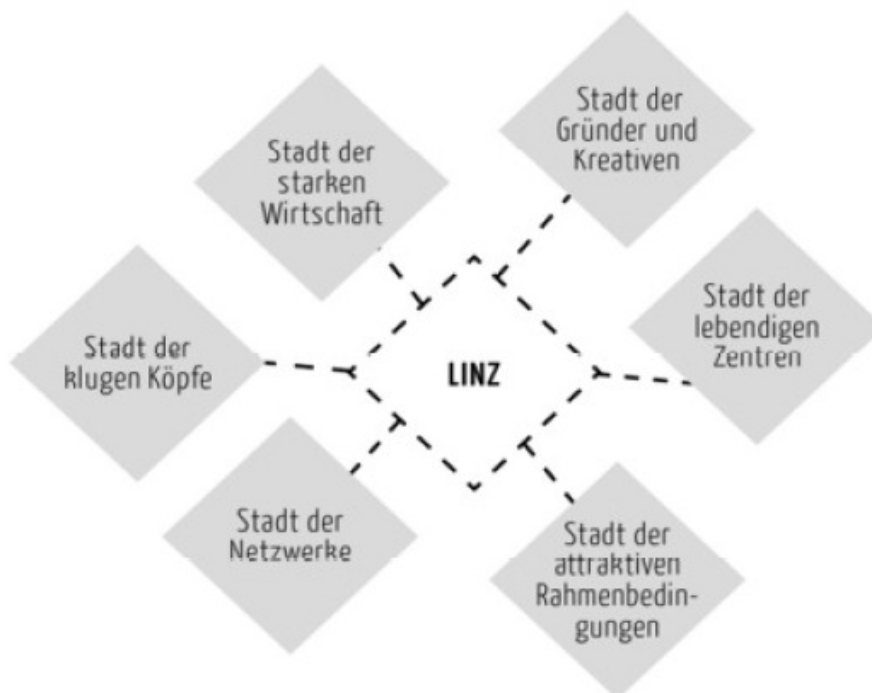 Stadt der
Gründer und
Kreativen
Stadt der
starken
Wirtschaft
Stadt der
lebendigen
Zentren
Stadt der
klugen Köpfe
LINZ
Stadt der
Netzwerke
Stadt der
attraktiven
Rahmenbedin-
gungen